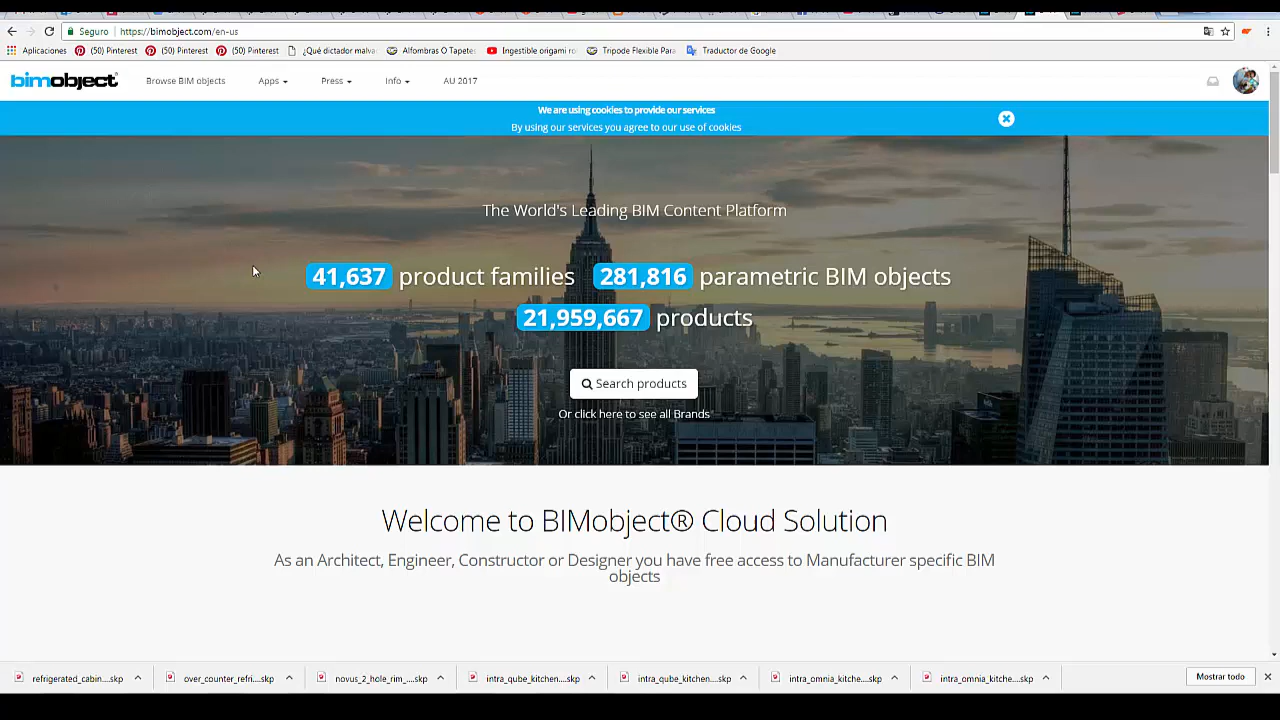 Seguro https://bimobject.com/en-us
Aplicaciones (50) Pinterest (50) Pinterest (50) Pinterest ¿Qué dictador malva Alfombras O Tapetes Ingestible origami ro Tripode Flexible Para Traductor de Google
bimobject® Browse BIM objects Apps Press Info AU 2017
We are using cookies to provide our services
By using our services you agree to our use of cookies
The World's Leading BIM Content Platform
41,637 product families 281,816 parametric BIM objects
21,959,667 products
Search products
Or click here to see all Brands
Welcome to BIMobject® Cloud Solution
As an Architect, Engineer, Constructor or Designer you have free access to Manufacturer specific BIM
objects
refrigerated_cabin....skp over_counter_refri....skp novus_2_hole_rim_....skp intra_qube_kitchen....skp intra_qube_kitchen....skp intra_omnia_kitche....skp intra_omnia_kitche....skp Mostrar todo